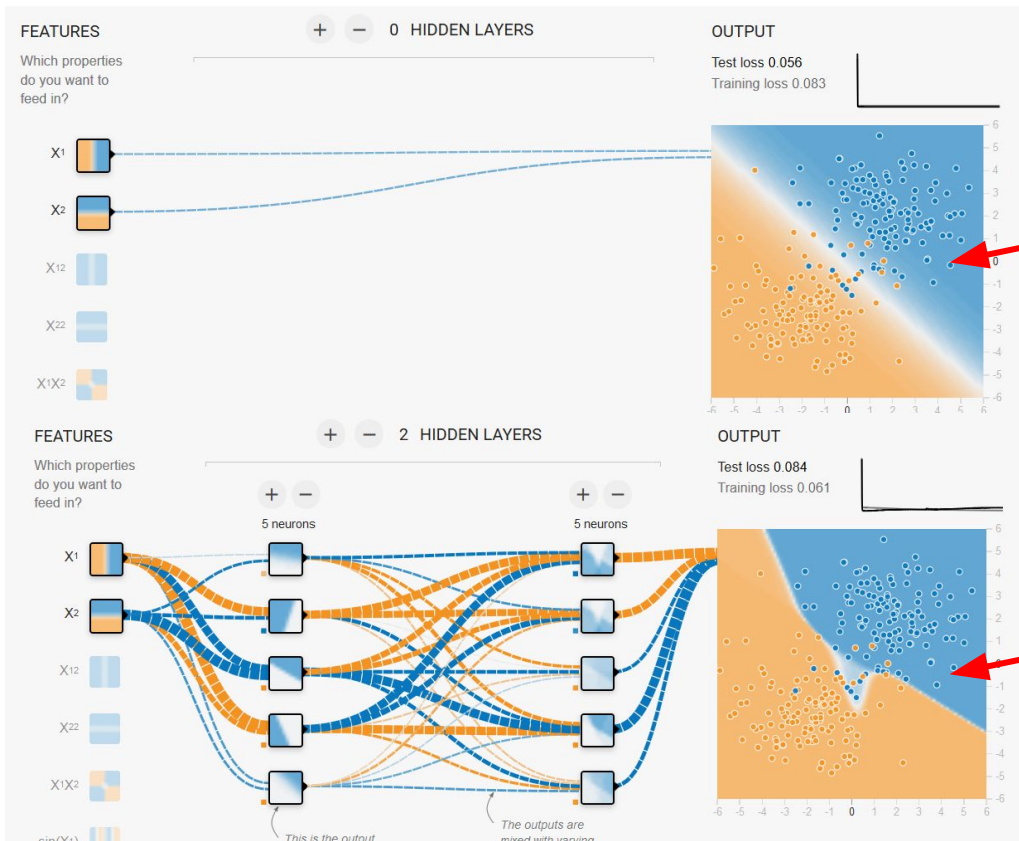 FEATURES
+ − 0 HIDDEN LAYERS
OUTPUT
Which properties
do you want to
feed in?
Test loss 0.056
Training loss 0.083
X1
X2
X12
X22
X1X2
6
5
4
3
2
1
0
-1
-2
-3
-4
-5
-6
-6 -5 -4 -3 -2 -1 0 1 2 3 4 5 6
FEATURES
+ − 2 HIDDEN LAYERS
OUTPUT
Which properties
do you want to
feed in?
Test loss 0.084
Training loss 0.061
+ −
+ −
5 neurons
5 neurons
X1
X2
X12
X22
X1X2
sin(X1)
This is the output
The outputs are
mixed with varying
6
5
4
3
2
1
-1
-2
-3
-4
-5
-6
-6 -5 -4 -3 -2 -1 0 1 2 3 4 5 6